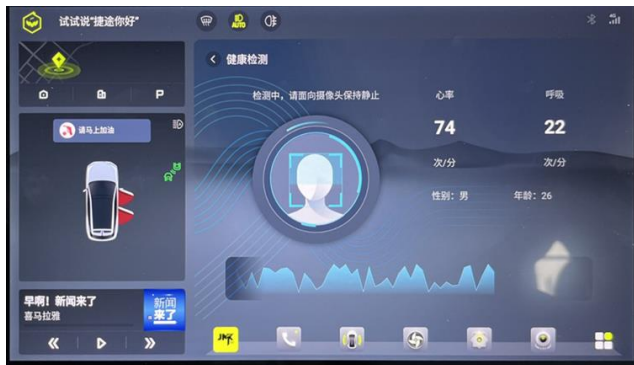 试试说"捷途你好"
AUTO
4G
健康检测
检测中，请面向摄像头保持静止
心率
呼吸
74
22
次/分
次/分
性别：男
年龄：26
P
请马上加油
早啊！新闻来了
喜马拉雅
新闻
来了